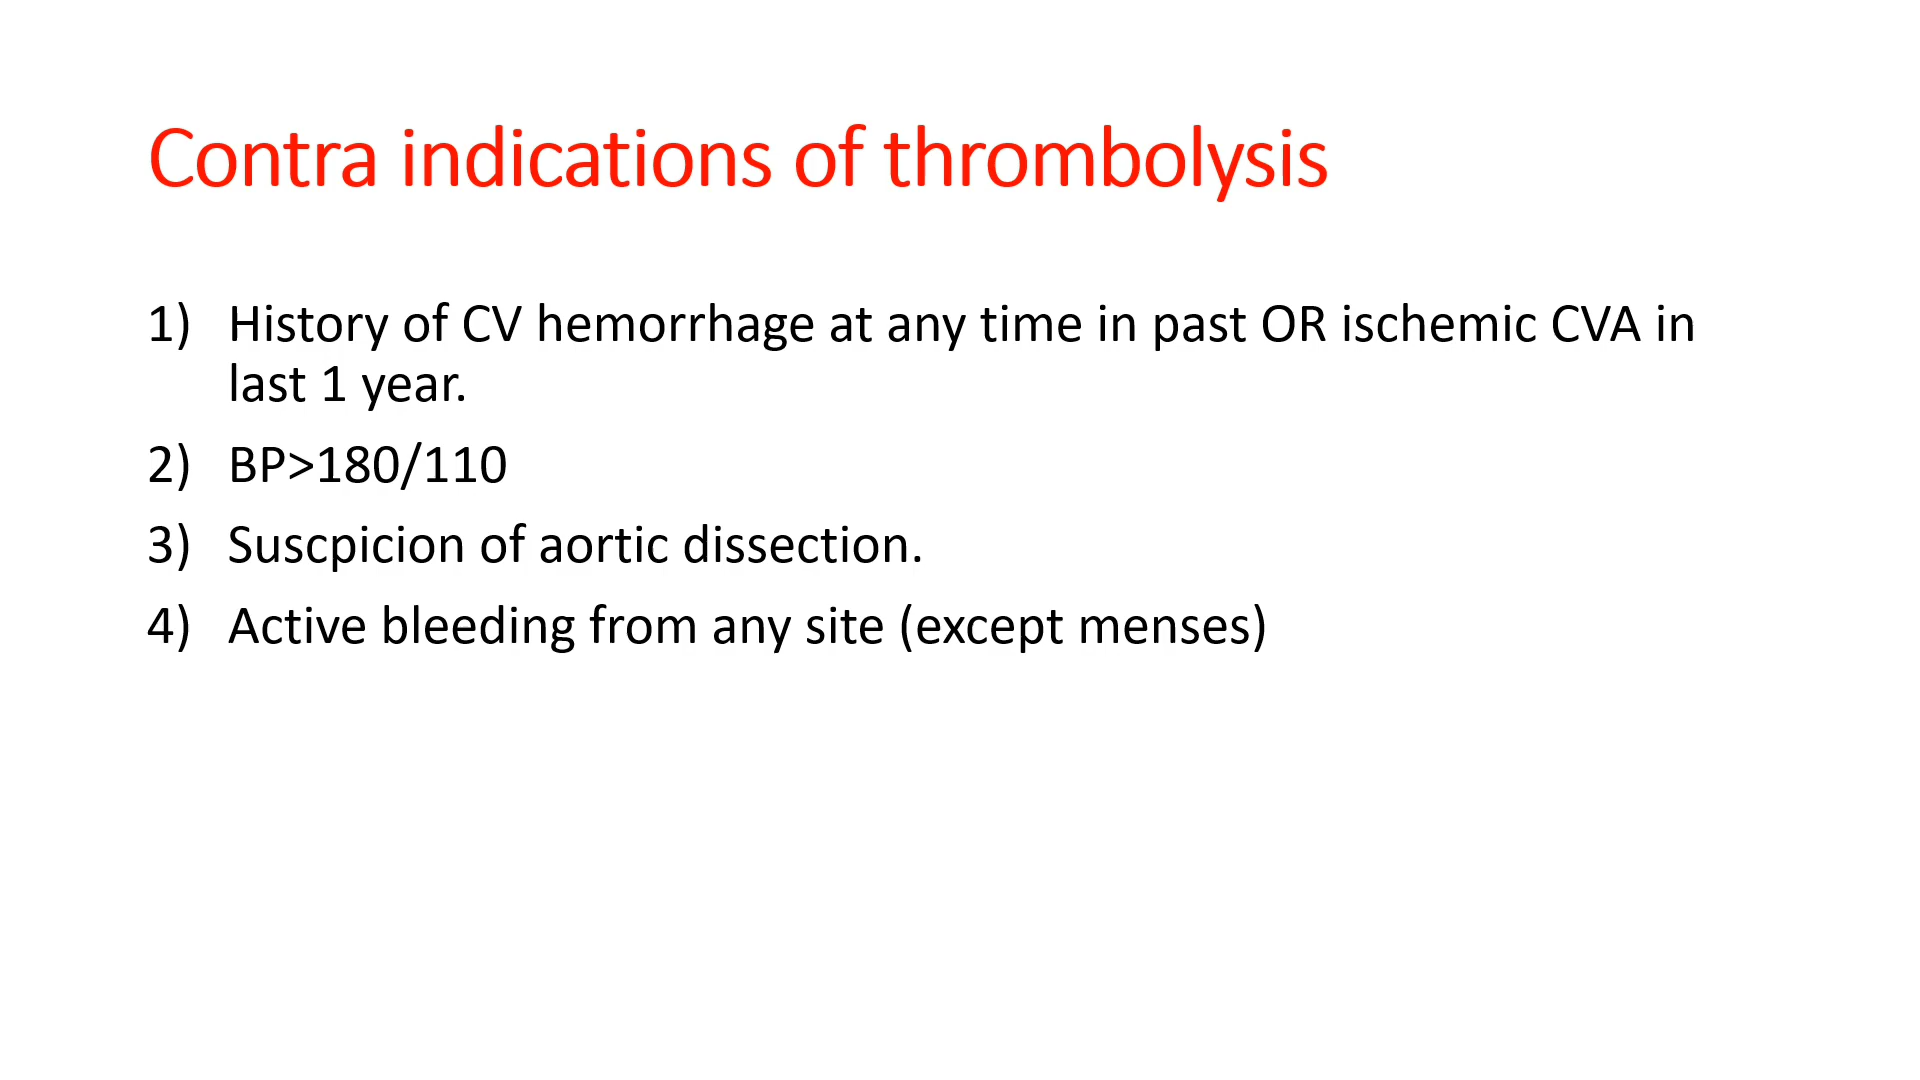 Contra indications of thrombolysis
1) History of CV hemorrhage at any time in past OR ischemic CVA in
last 1 year.
2) BP>180/110
3) Suscpicion of aortic dissection.
4) Active bleeding from any site (except menses)